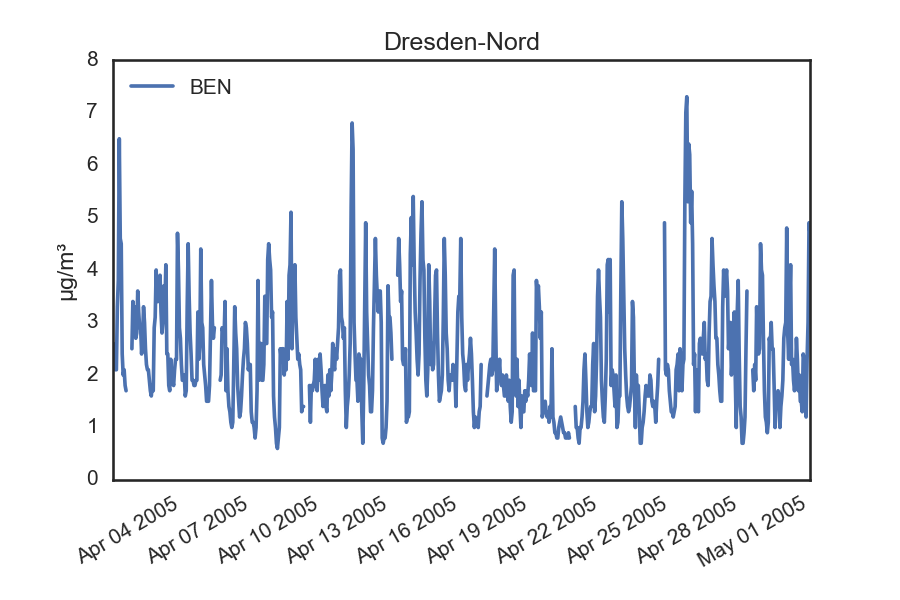 Dresden-Nord
BEN
µg/m³
8
7
6
5
4
3
2
1
0
Apr 04 2005
Apr 07 2005
Apr 10 2005
Apr 13 2005
Apr 16 2005
Apr 19 2005
Apr 22 2005
Apr 25 2005
Apr 28 2005
May 01 2005